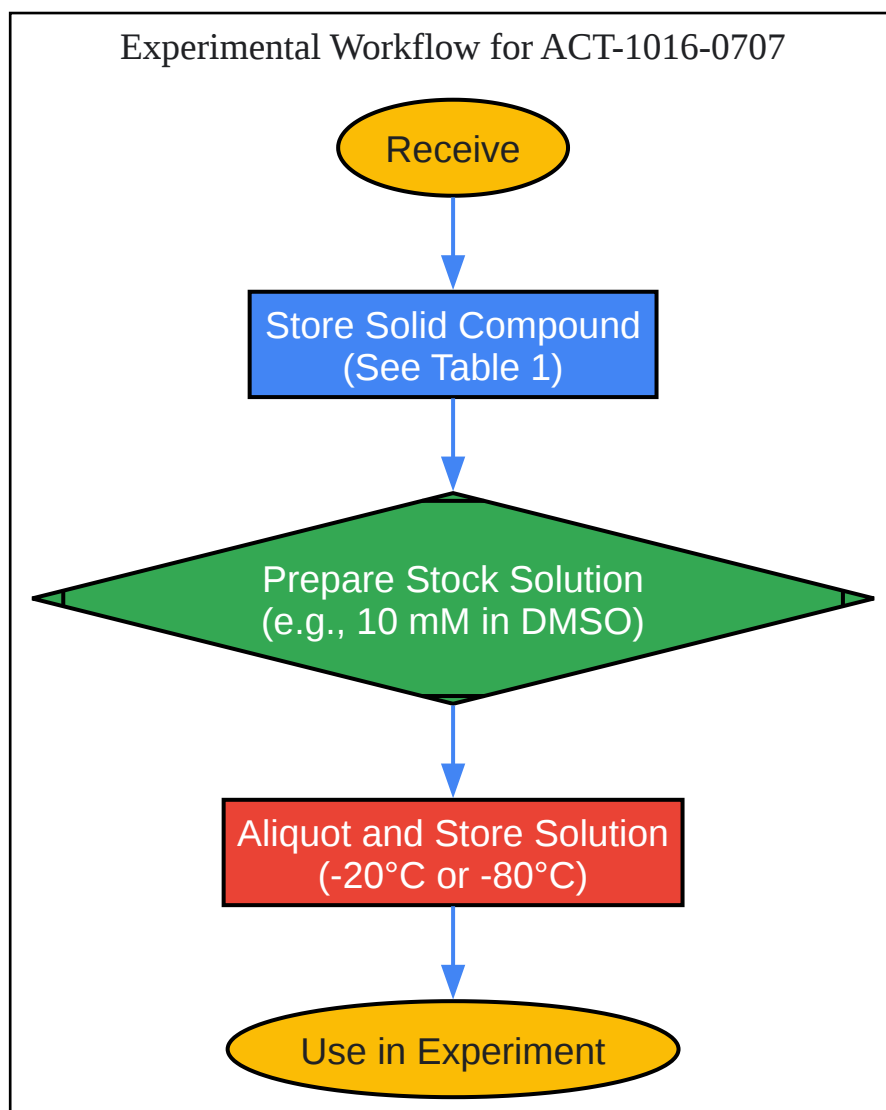 Experimental Workflow for ACT-1016-0707
Receive
Store Solid Compound
(See Table 1)
Prepare Stock Solution
(e.g., 10 mM in DMSO)
Aliquot and Store Solution
(-20°C or -80°C)
Use in Experiment